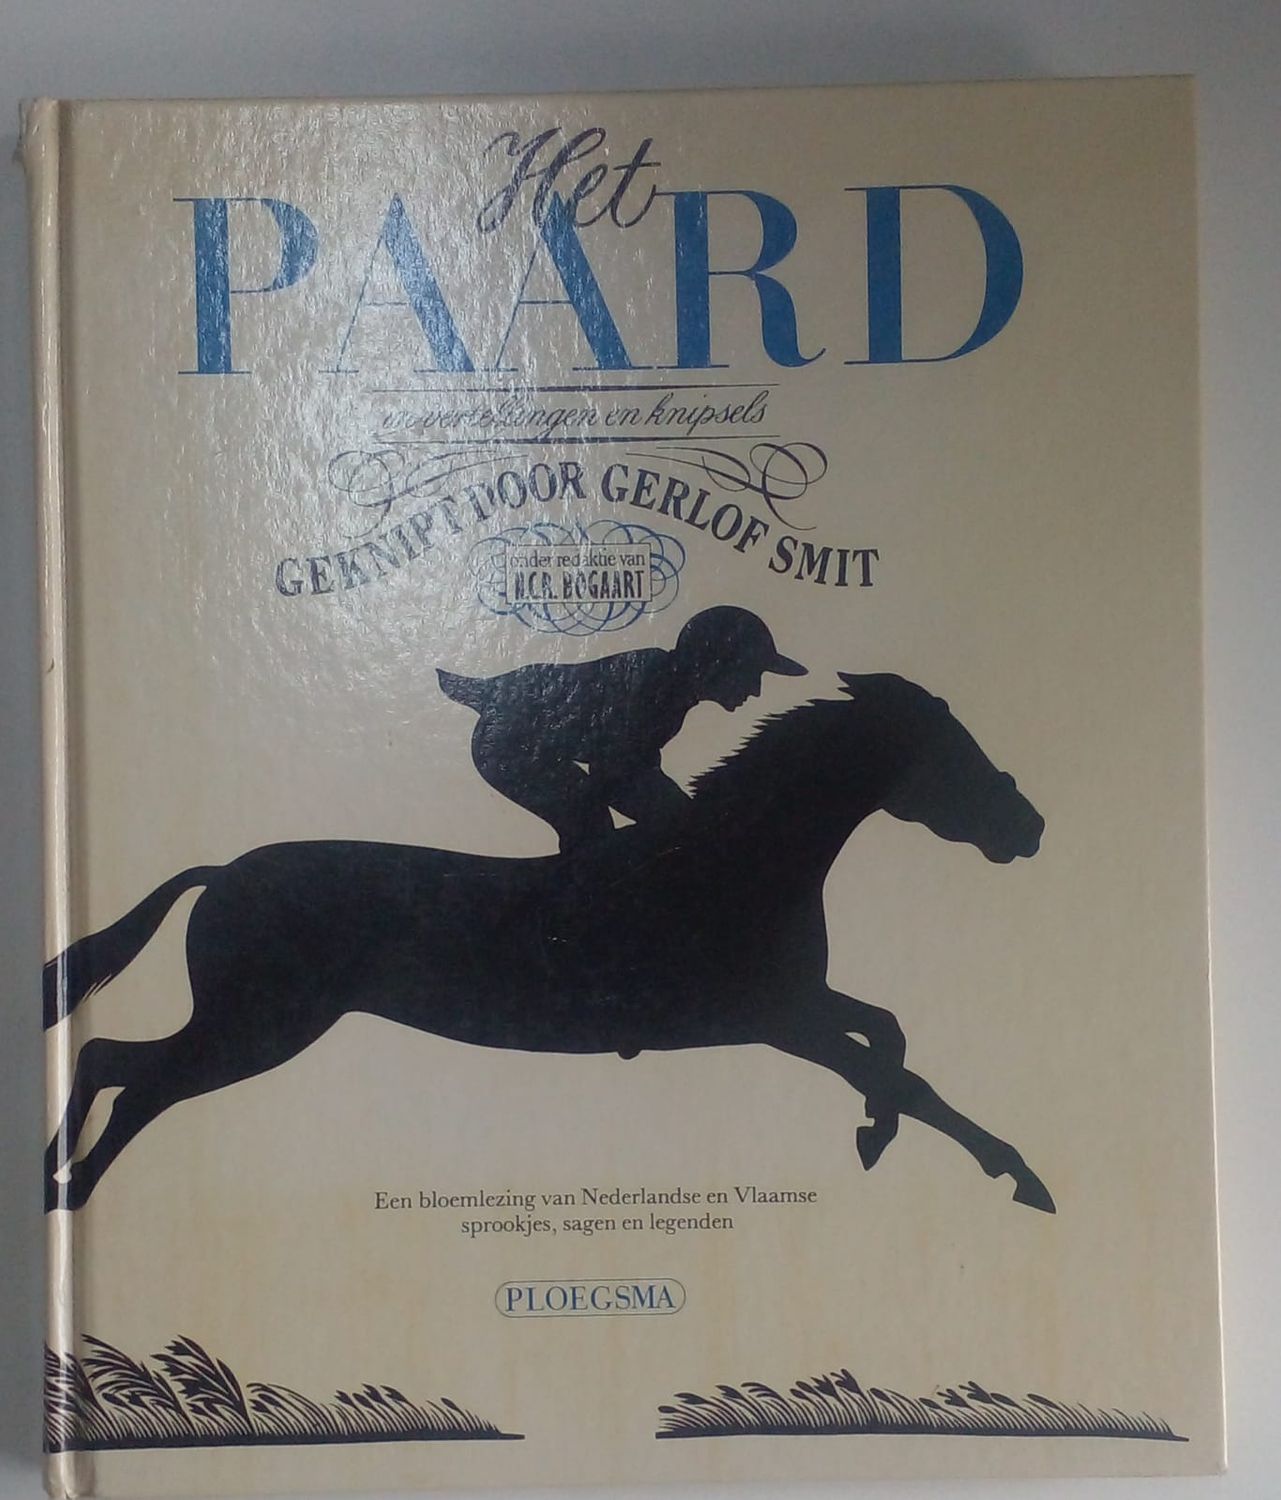 Het
PAARD
in vertellingen en knipsels
GEKNIPT DOOR GERLOF SMIT
onder redaktie van
N.C.R. BOGAART
Een bloemlezing van Nederlandse en Vlaamse
sprookjes, sagen en legenden
PLOEGSMA